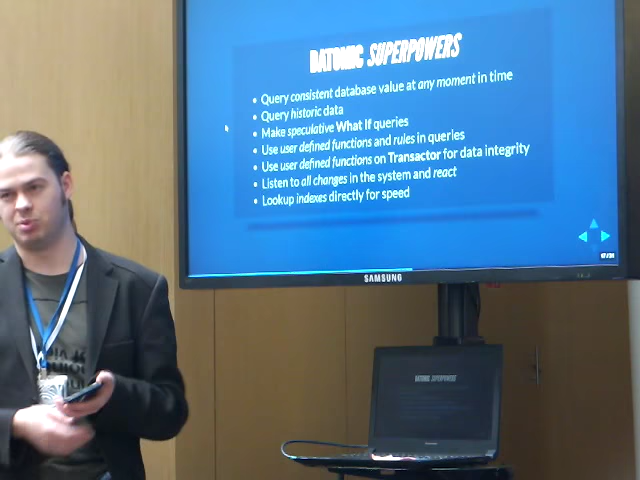 DATOMIC SUPERPOWERS
• Query consistent database value at any moment in time
• Query historic data
• Make speculative What If queries
• Use user defined functions and rules in queries
• Use user defined functions on Transactor for data integrity
• Listen to all changes in the system and react
• Lookup indexes directly for speed
SAMSUNG
DATOMIC SUPERPOWERS